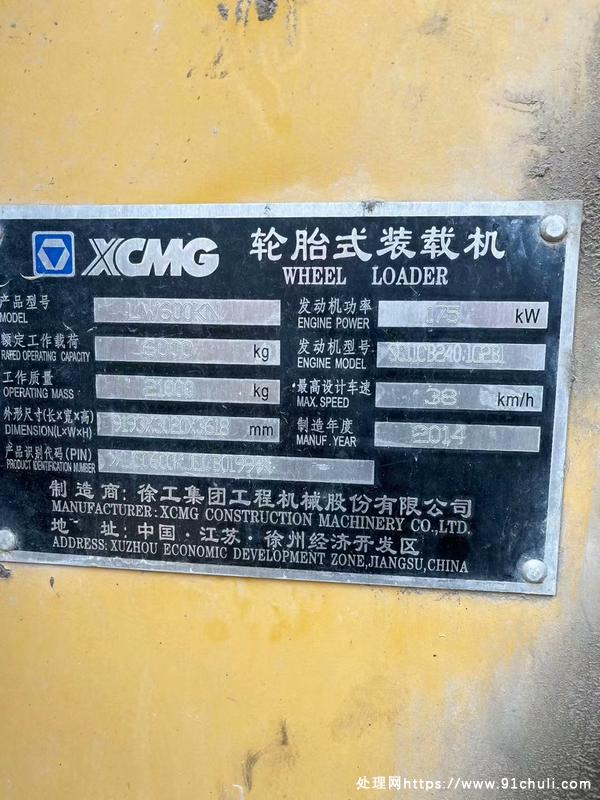 XCMG 轮胎式装载机
WHEEL LOADER
产品型号 LW600KN 发动机功率 175 kW
MODEL ENGINE POWER
额定工作载荷 6000 kg 发动机型号
RATED OPERATING CAPACITY ENGINE MODEL
工作质量 kg 最高设计车速 38 km/h
OPERATING MASS MAX. SPEED
外形尺寸(长×宽×高) mm 制造年度 2014
DIMENSION(L×W×H) MANUF. YEAR
产品识别代码(PIN)
PRODUCT IDENTIFICATION NUMBER
制造商:徐工集团工程机械股份有限公司
MANUFACTURER:XCMG CONSTRUCTION MACHINERY CO.,LTD.
地 址:中国·江苏·徐州经济开发区
ADDRESS:XUZHOU ECONOMIC DEVELOPMENT ZONE,JIANGSU,CHINA
处理网https://www.91chuli.com